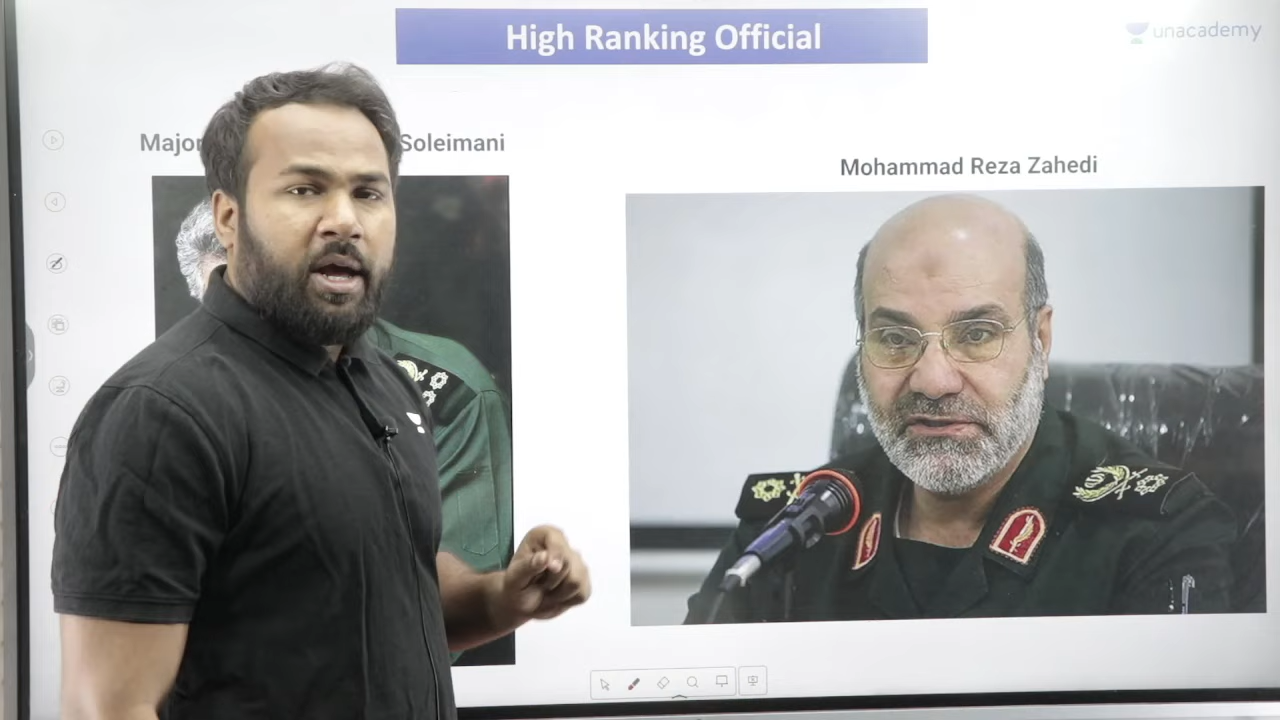 High Ranking Official
unacademy
Major Soleimani
Mohammad Reza Zahedi